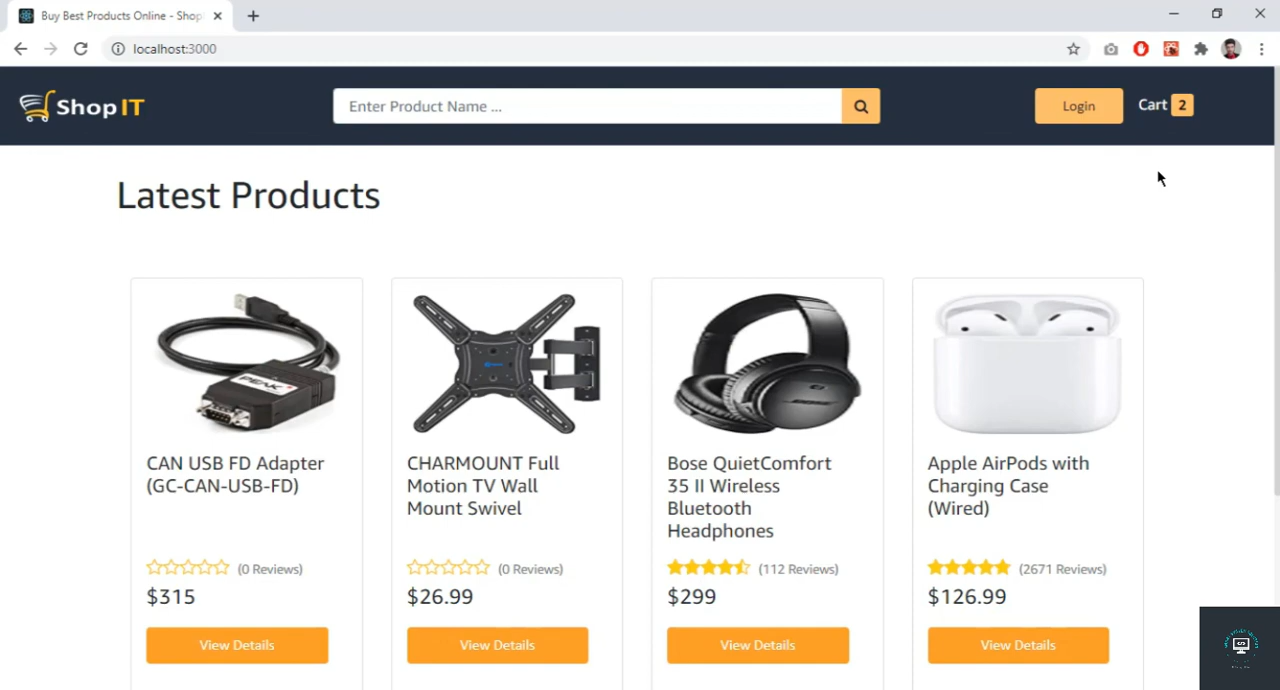 Buy Best Products Online - Shop
localhost:3000
ShopIT
Enter Product Name ...
Login
Cart 2
Latest Products
PEAK
BOSE
CAN USB FD Adapter
(GC-CAN-USB-FD)
(0 Reviews)
$315
View Details
CHARMOUNT Full
Motion TV Wall
Mount Swivel
(0 Reviews)
$26.99
View Details
Bose QuietComfort
35 II Wireless
Bluetooth
Headphones
(112 Reviews)
$299
View Details
Apple AirPods with
Charging Case
(Wired)
(2671 Reviews)
$126.99
View Details